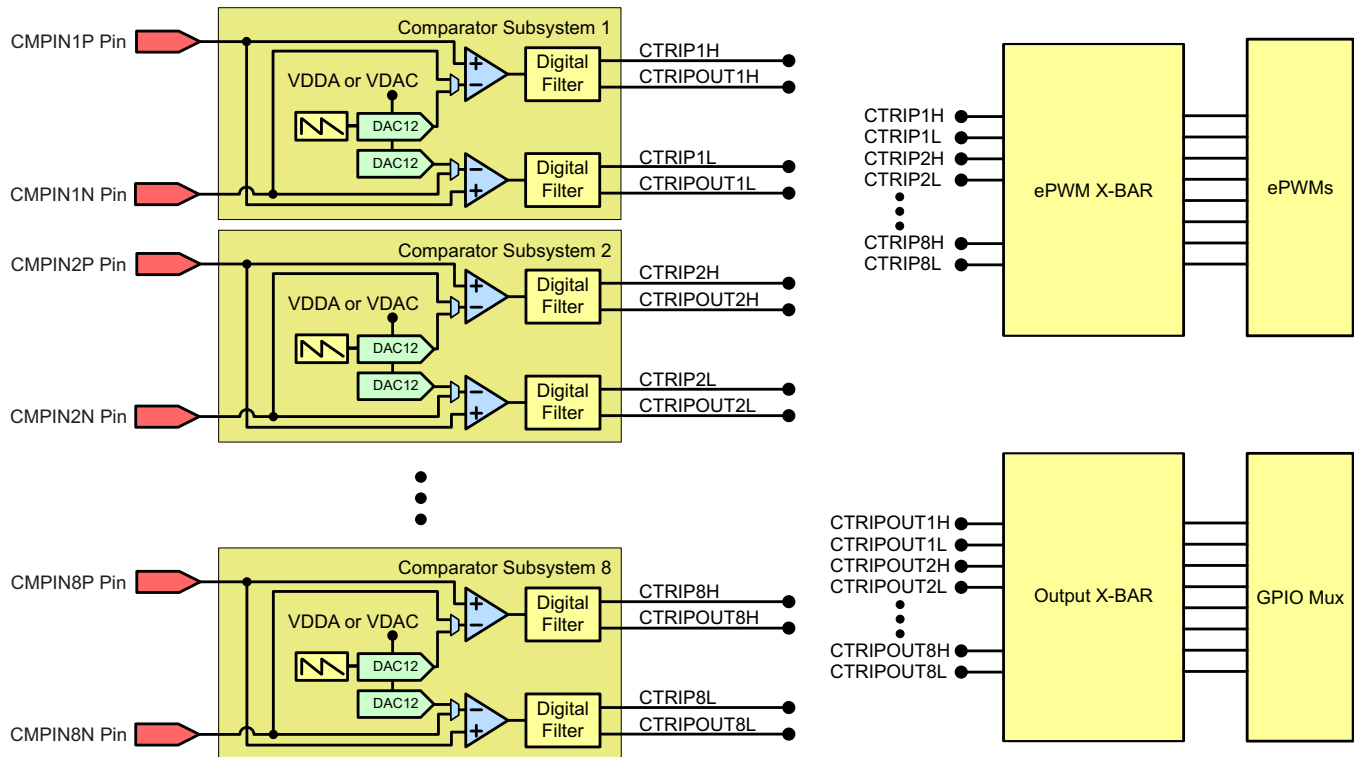 Comparator Subsystem 1
CMPIN1P Pin
VDDA or VDAC
DAC12
DAC12
CMPIN1N Pin
Digital
Filter
Digital
Filter
CTRIP1H
CTRIPOUT1H
CTRIP1L
CTRIPOUT1L
Comparator Subsystem 2
CMPIN2P Pin
VDDA or VDAC
DAC12
DAC12
CMPIN2N Pin
Digital
Filter
Digital
Filter
CTRIP2H
CTRIPOUT2H
CTRIP2L
CTRIPOUT2L
Comparator Subsystem 8
CMPIN8P Pin
VDDA or VDAC
DAC12
DAC12
CMPIN8N Pin
Digital
Filter
Digital
Filter
CTRIP8H
CTRIPOUT8H
CTRIP8L
CTRIPOUT8L
CTRIP1H
CTRIP1L
CTRIP2H
CTRIP2L
CTRIP8H
CTRIP8L
ePWM X-BAR
ePWMs
CTRIPOUT1H
CTRIPOUT1L
CTRIPOUT2H
CTRIPOUT2L
CTRIPOUT8H
CTRIPOUT8L
Output X-BAR
GPIO Mux